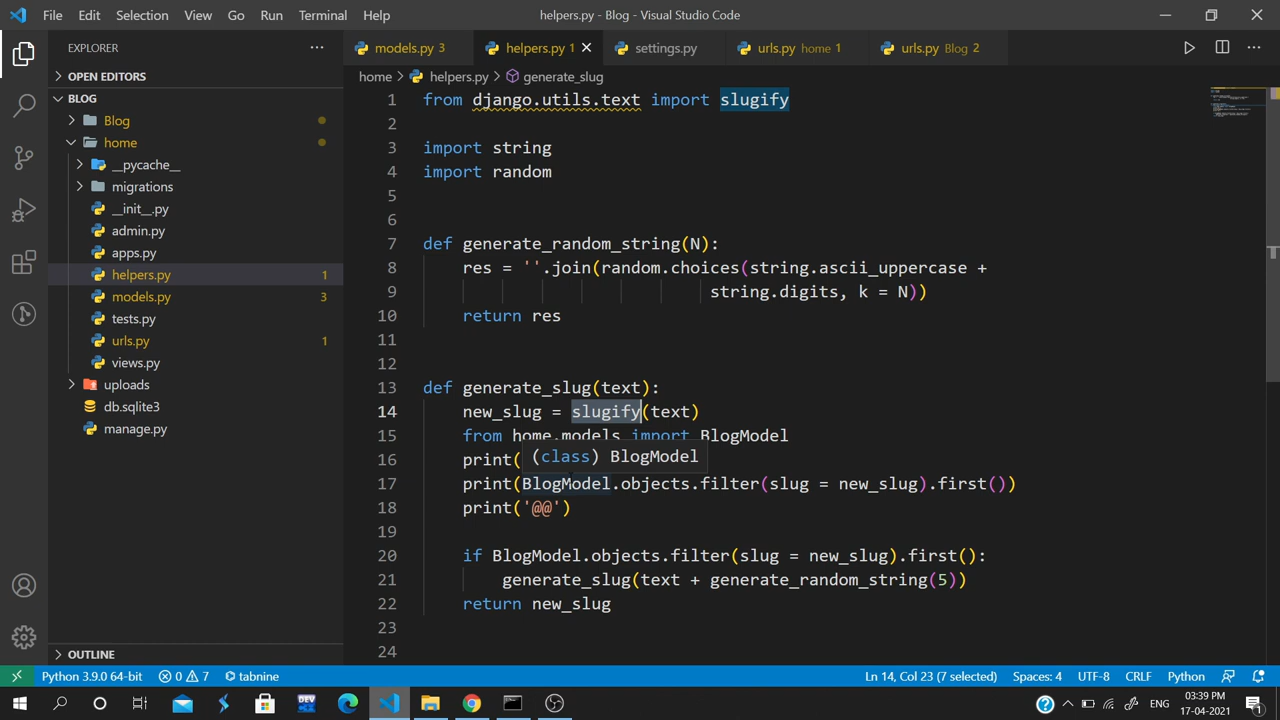 File Edit Selection View Go Run Terminal Help
helpers.py - Blog - Visual Studio Code
EXPLORER
OPEN EDITORS
BLOG
Blog
home
__pycache__
migrations
__init__.py
admin.py
apps.py
helpers.py 1
models.py 3
tests.py
urls.py 1
views.py
uploads
db.sqlite3
manage.py
OUTLINE
models.py 3 helpers.py 1 settings.py urls.py home 1 urls.py Blog 2
home > helpers.py > generate_slug
1 from django.utils.text import slugify
2
3 import string
4 import random
5
6
7 def generate_random_string(N):
8 res = ''.join(random.choices(string.ascii_uppercase +
9 string.digits, k = N))
10 return res
11
12
13 def generate_slug(text):
14 new_slug = slugify(text)
15 from home.models import BlogModel
16 print(
(class) BlogModel
17 print(BlogModel.objects.filter(slug = new_slug).first())
18 print('@@')
19
20 if BlogModel.objects.filter(slug = new_slug).first():
21 generate_slug(text + generate_random_string(5))
22 return new_slug
23
24
Python 3.9.0 64-bit 0 7 tabnine Ln 14, Col 23 (7 selected) Spaces: 4 UTF-8 CRLF Python
DEV
ENG
03:39 PM
17-04-2021
1